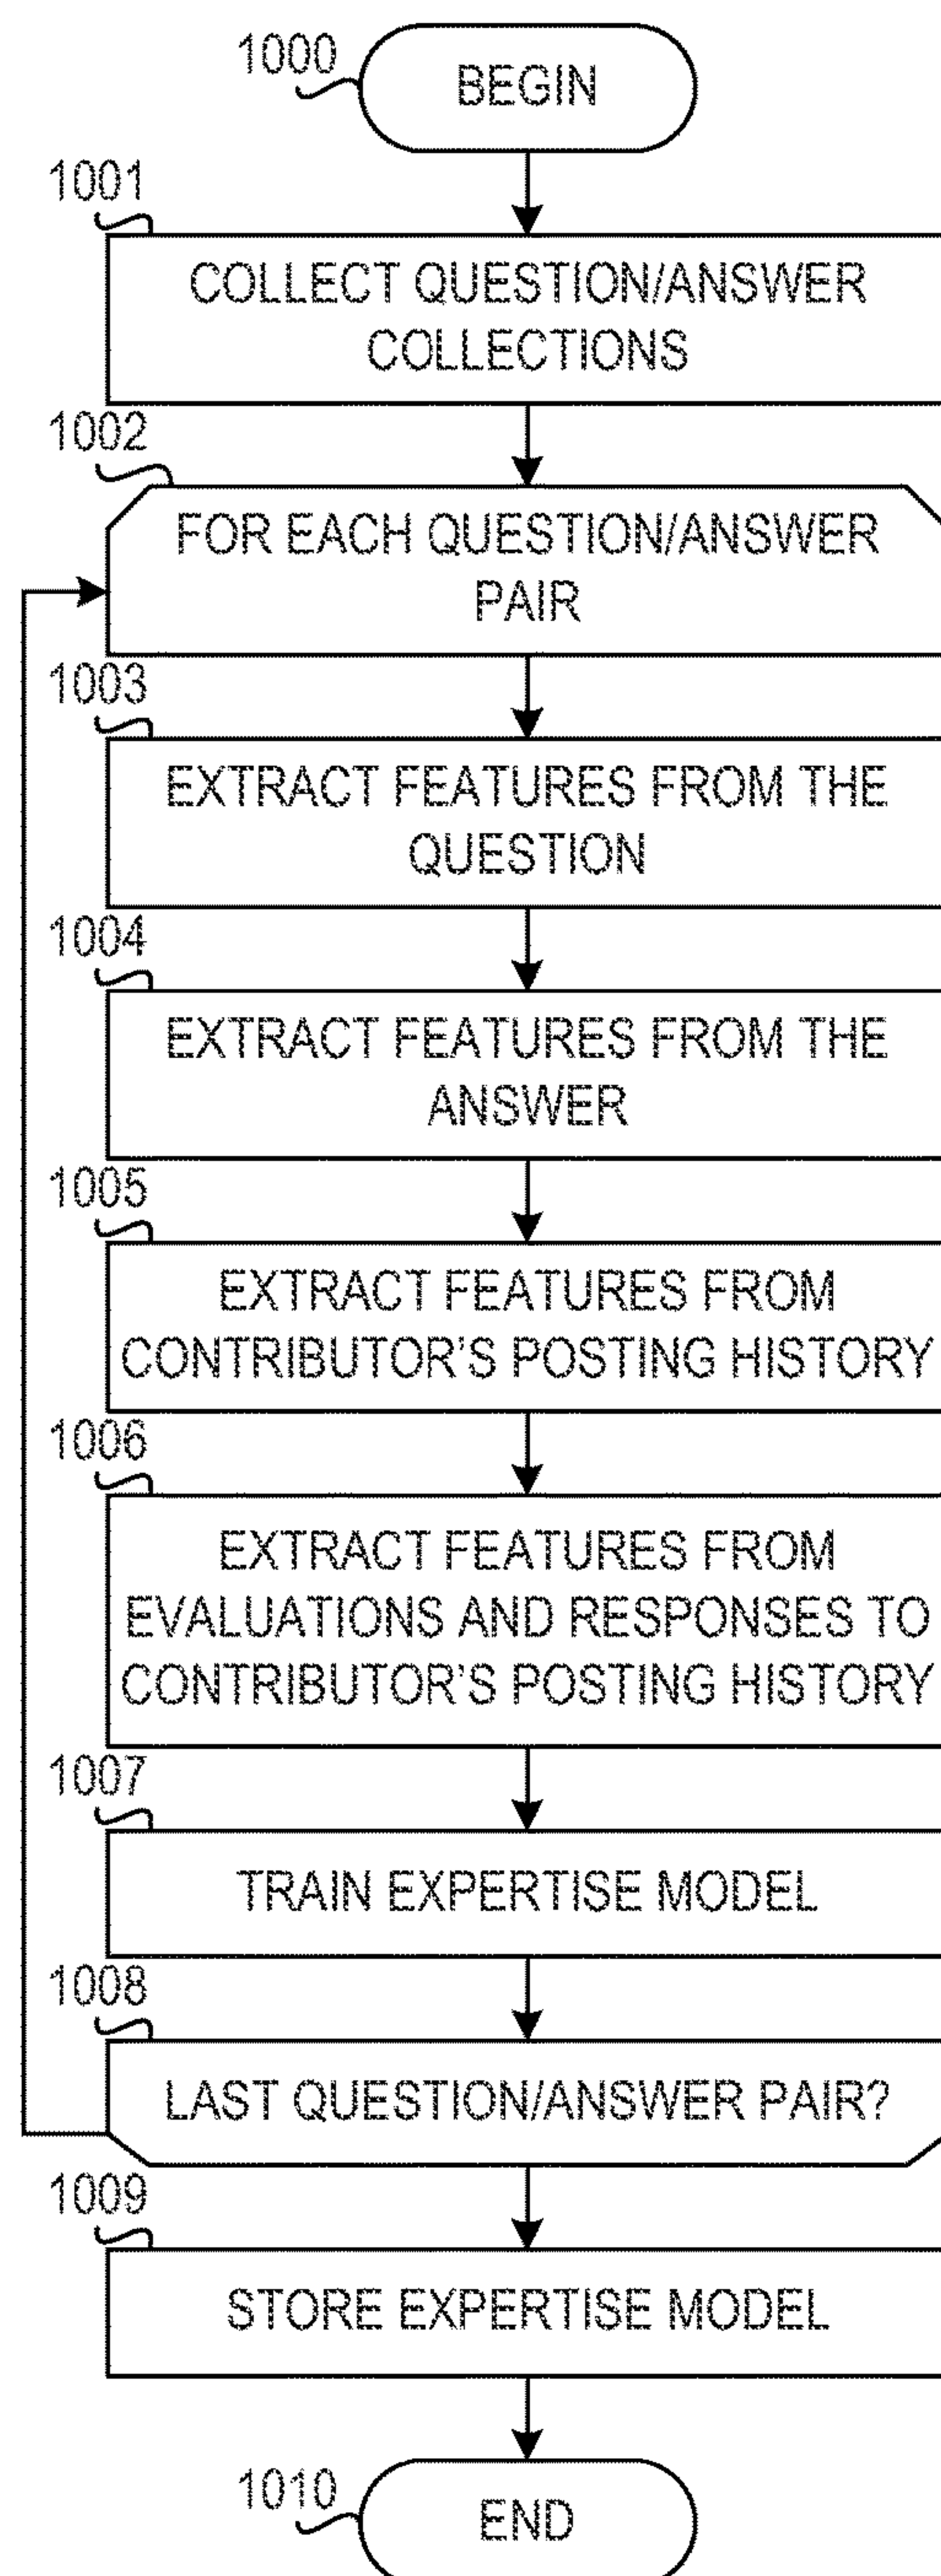 1000
BEGIN
1001
COLLECT QUESTION/ANSWER
COLLECTIONS
1002
FOR EACH QUESTION/ANSWER
PAIR
1003
EXTRACT FEATURES FROM THE
QUESTION
1004
EXTRACT FEATURES FROM THE
ANSWER
1005
EXTRACT FEATURES FROM
CONTRIBUTOR'S POSTING HISTORY
1006
EXTRACT FEATURES FROM
EVALUATIONS AND RESPONSES TO
CONTRIBUTOR'S POSTING HISTORY
1007
TRAIN EXPERTISE MODEL
1008
LAST QUESTION/ANSWER PAIR?
1009
STORE EXPERTISE MODEL
1010
END